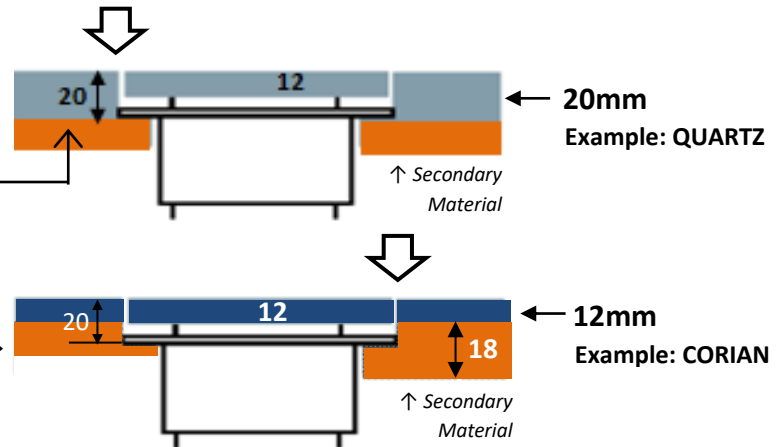 20
12
← 20mm
Example: QUARTZ
↑ Secondary
Material
20
12
← 12mm
18
Example: CORIAN
↑ Secondary
Material